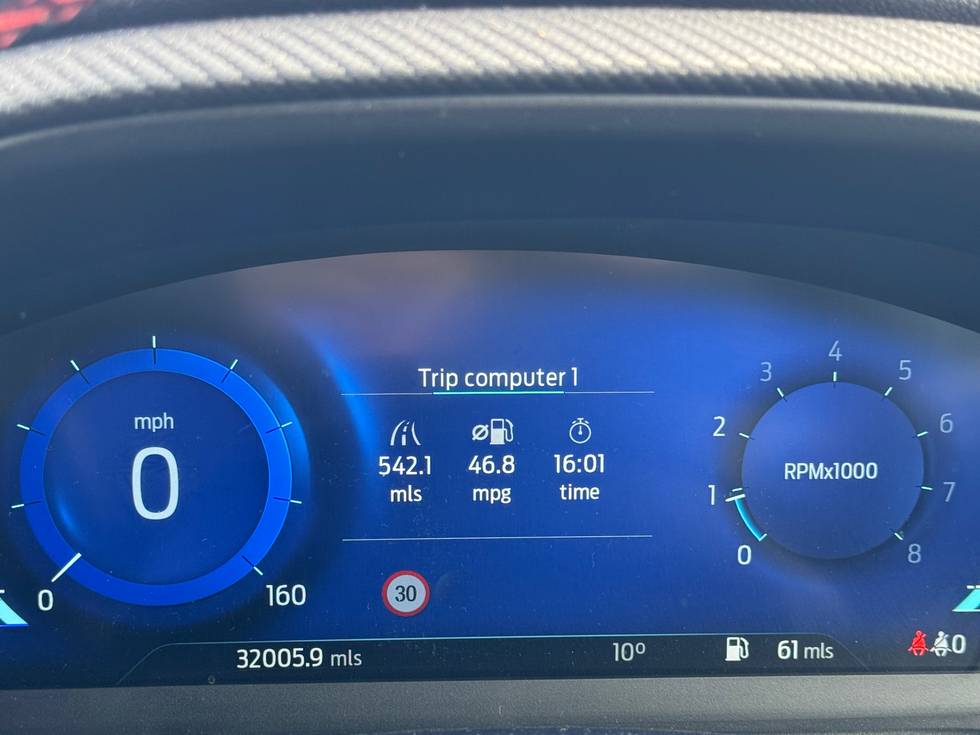 Trip computer 1
mph
0
0
160
542.1 46.8 16:01
mls mpg time
30
0 1 2 3 4 5 6 7 8
RPMx1000
32005.9 mls 10º 61 mls 0